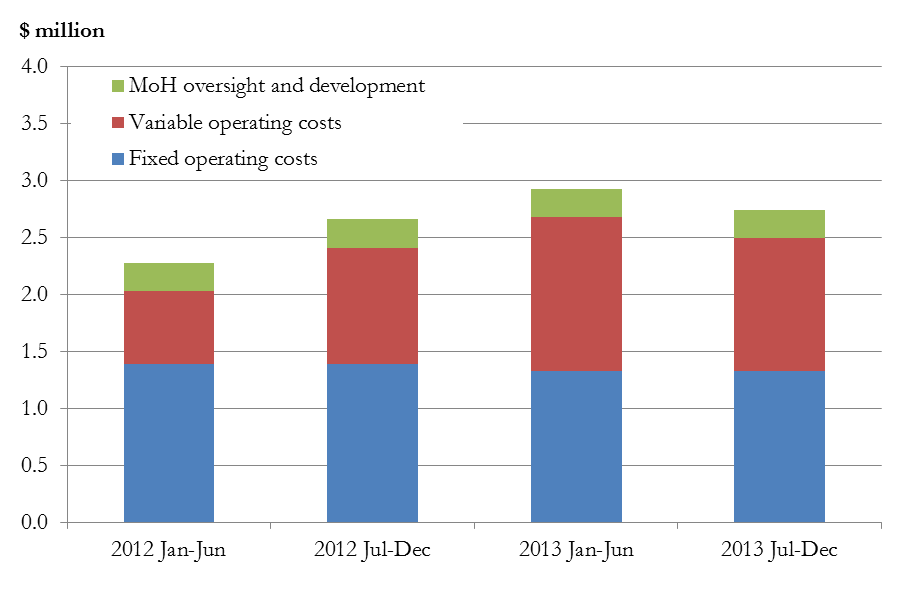 $ million
4.0
MoH oversight and development
3.5
Variable operating costs
Fixed operating costs
3.0
2.5
2.0
1.5
1.0
0.5
0.0
2012 Jan-Jun
2012 Jul-Dec
2013 Jan-Jun
2013 Jul-Dec